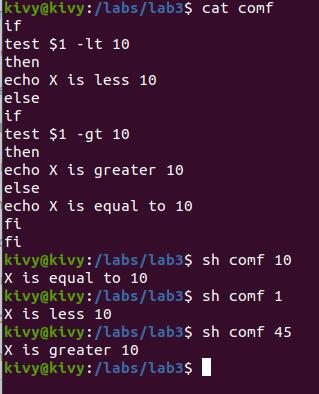 kivy@kivy:/labs/lab3$ cat comf
if
test $1 -lt 10
then
echo X is less 10
else
if
test $1 -gt 10
then
echo X is greater 10
else
echo X is equal to 10
fi
fi
kivy@kivy:/labs/lab3$ sh comf 10
X is equal to 10
kivy@kivy:/labs/lab3$ sh comf 1
X is less 10
kivy@kivy:/labs/lab3$ sh comf 45
X is greater 10
kivy@kivy:/labs/lab3$